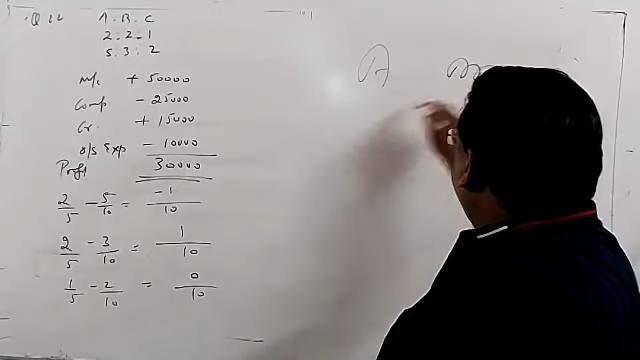 Q 12 A . B . C
2 : 2 - 1
5 : 3 : 2
M/c + 50000
Comp - 25000
Cr. + 15000
O/s Exp - 10000
Profit 30000
2/5 - 5/10 = -1/10
2/5 - 3/10 = 1/10
1/5 - 2/10 = 0/10
A